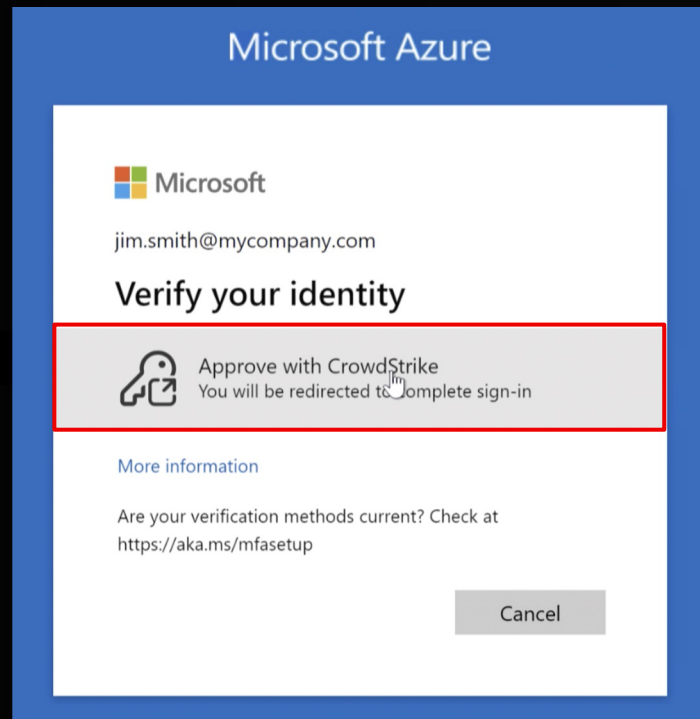 Microsoft Azure
Microsoft
jim.smith@mycompany.com
Verify your identity
Approve with CrowdStrike
You will be redirected to complete sign-in
More information
Are your verification methods current? Check at
https://aka.ms/mfasetup
Cancel